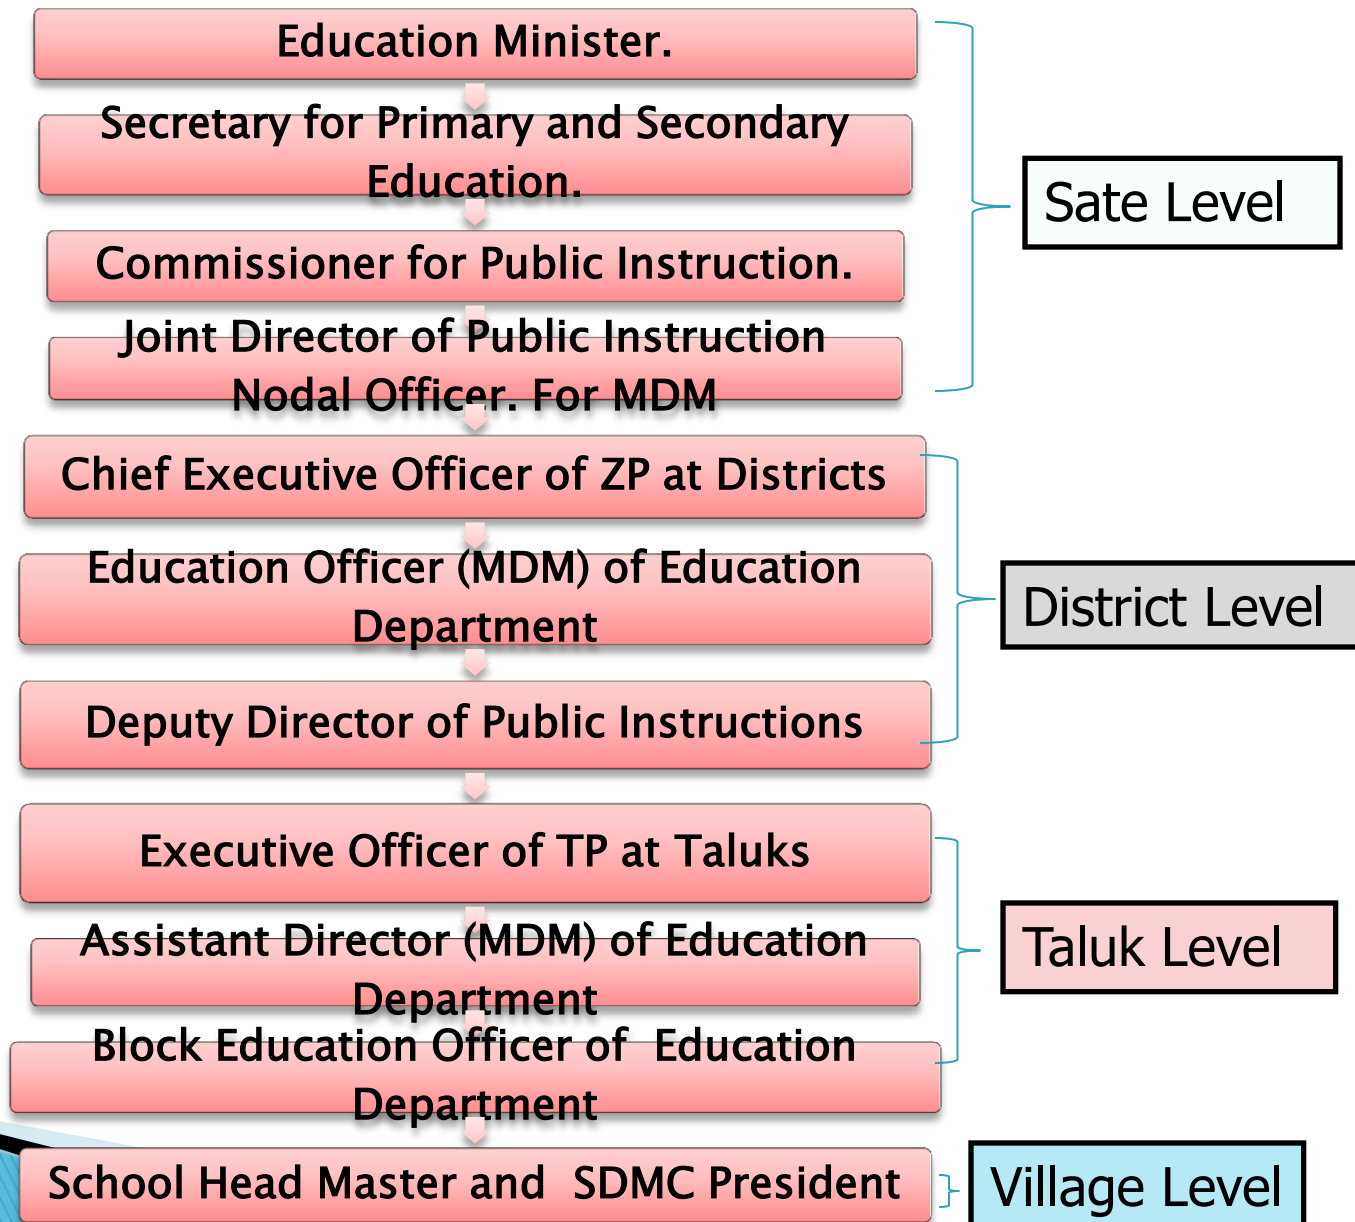 Education Minister.
Secretary for Primary and Secondary
Education.
Sate Level
Commissioner for Public Instruction.
Joint Director of Public Instruction
Nodal Officer. For MDM
Chief Executive Officer of ZP at Districts
Education Officer (MDM) of Education
Department
District Level
Deputy Director of Public Instructions
Executive Officer of TP at Taluks
Assistant Director (MDM) of Education
Department
Taluk Level
Block Education Officer of  Education
Department
School Head Master and  SDMC President
Village Level